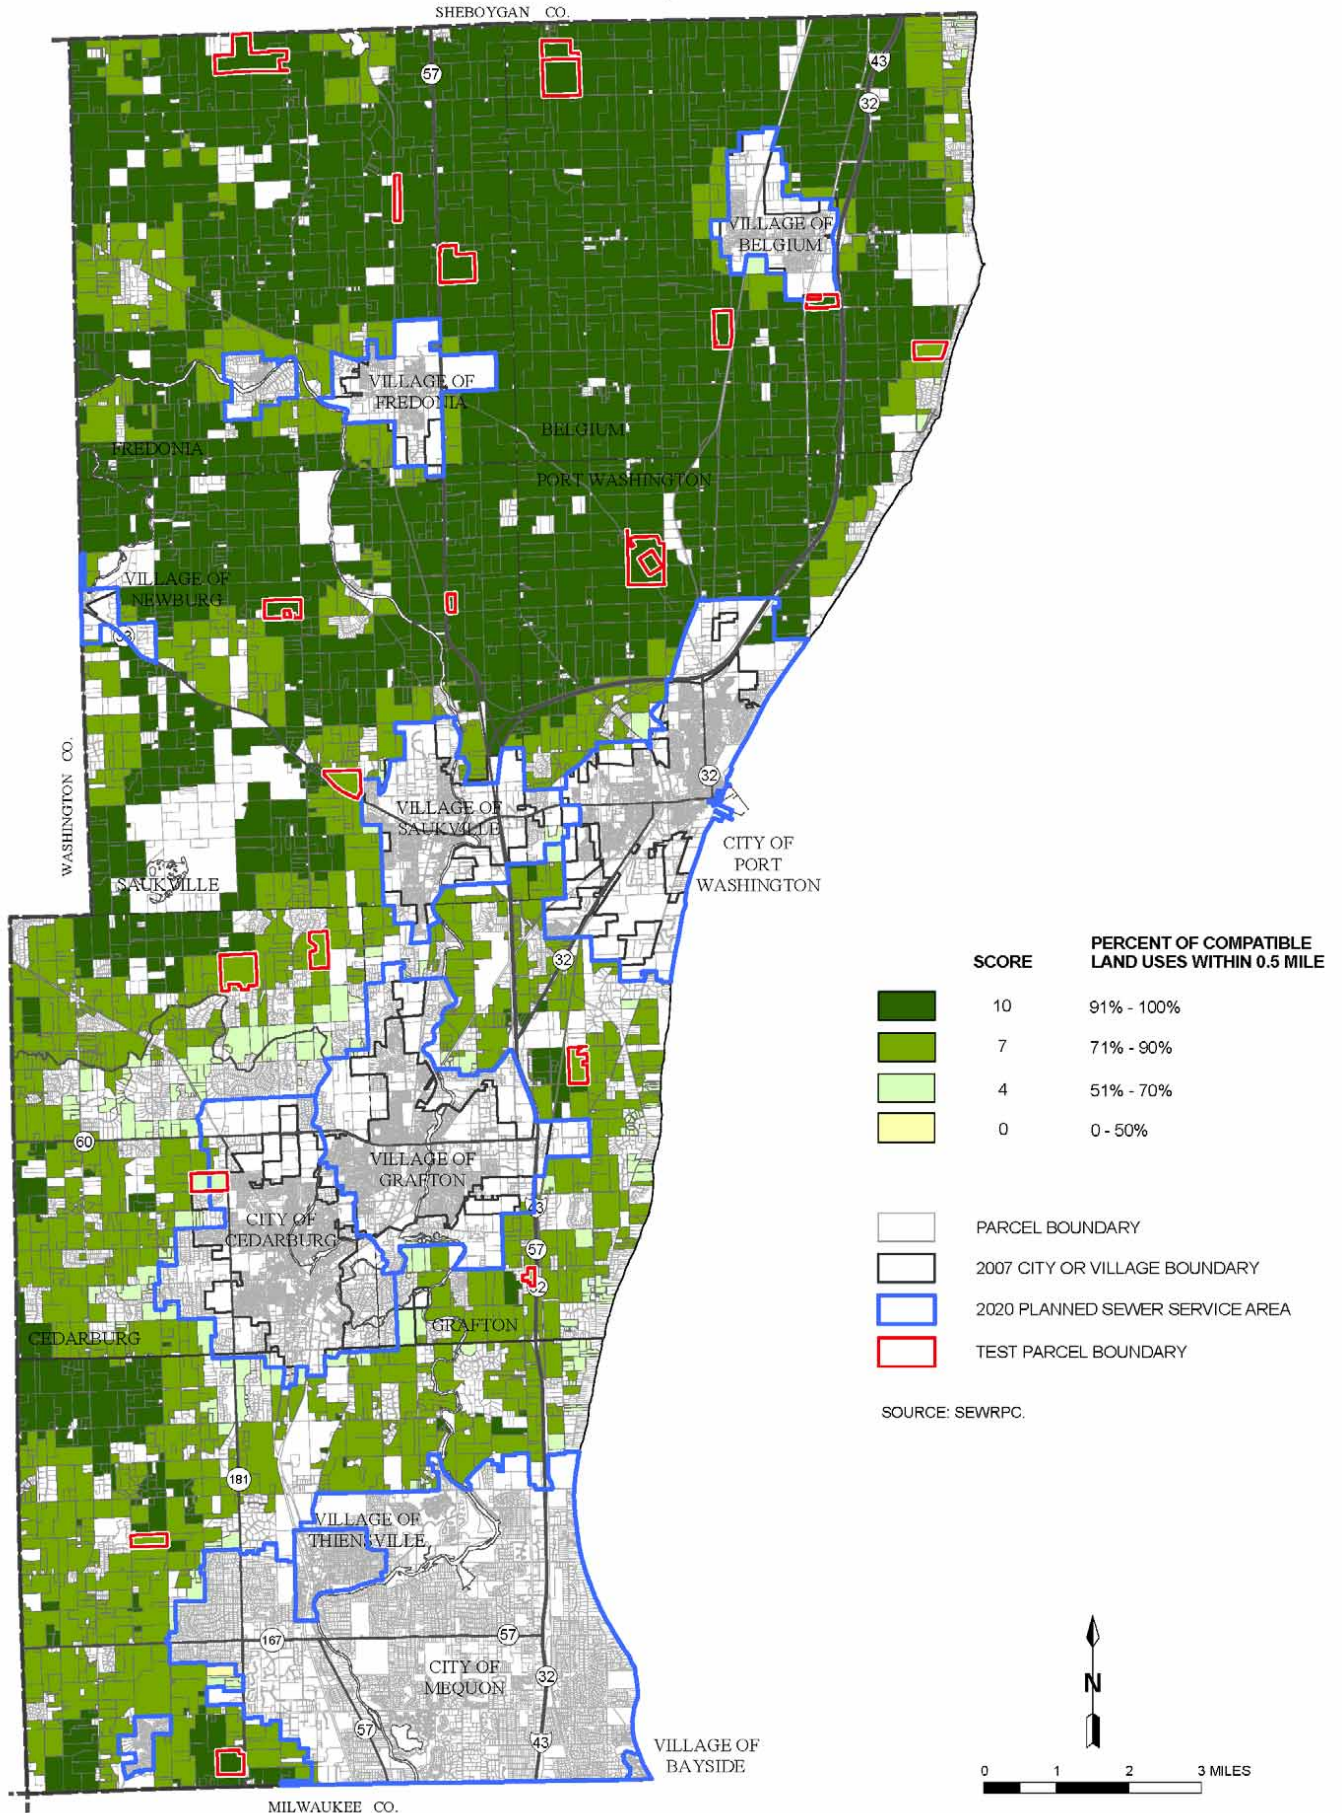 SHEBOYGAN CO.
43
57
32
VILLAGE OF
BELGIUM
VILLAGE OF
FREDONIA
BELGIUM
FREDONIA
PORT WASHINGTON
VILLAGE OF
NEWBURG
33
WASHINGTON CO.
32
VILLAGE OF
SAUKVILLE
CITY OF
PORT
WASHINGTON
SAUKVILLE
32
SCORE
PERCENT OF COMPATIBLE
LAND USES WITHIN 0.5 MILE
10 91% - 100%
7 71% - 90%
4 51% - 70%
0 0 - 50%
60
VILLAGE OF
GRAFTON
43
CITY OF
CEDARBURG
57
32
PARCEL BOUNDARY
2007 CITY OR VILLAGE BOUNDARY
2020 PLANNED SEWER SERVICE AREA
TEST PARCEL BOUNDARY
CEDARBURG
GRAFTON
SOURCE: SEWRPC.
181
VILLAGE OF
THIENSVILLE
167
57
CITY OF
MEQUON
32
57
43
VILLAGE OF
BAYSIDE
N
0 1 2 3 MILES
MILWAUKEE CO.